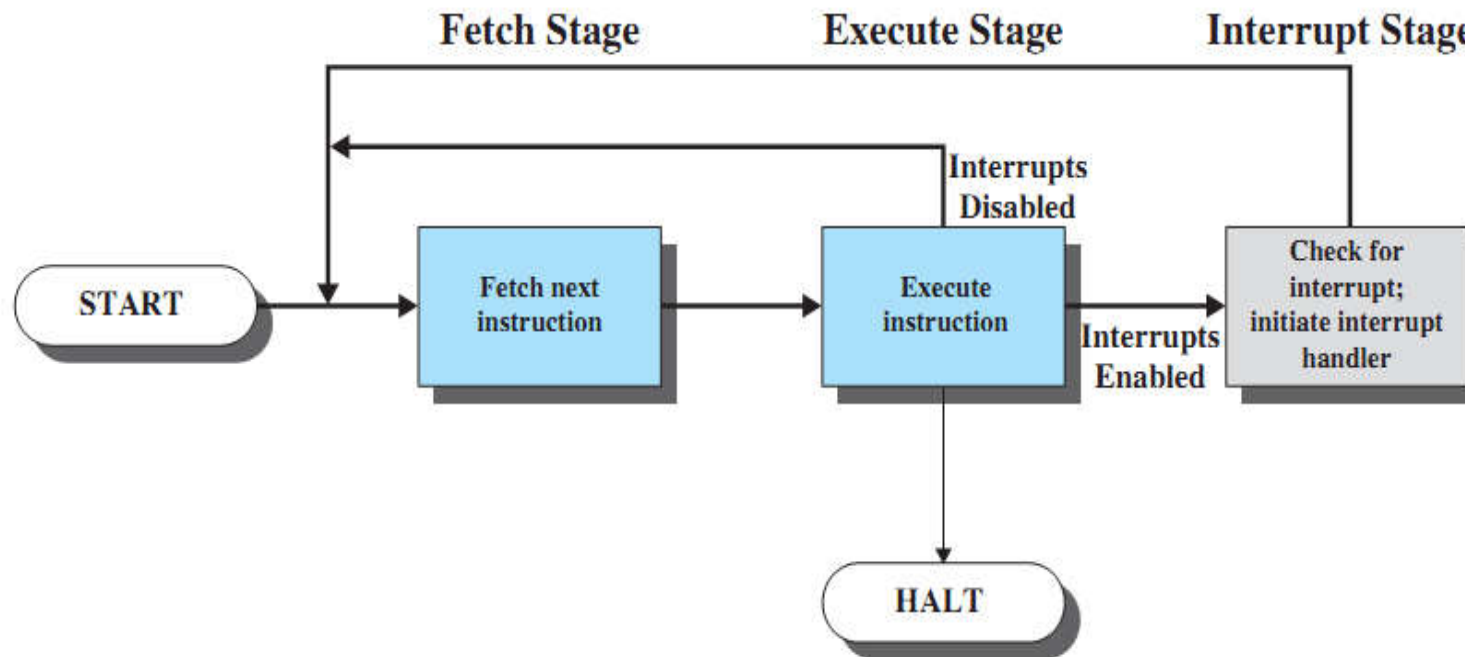 Fetch Stage
Execute Stage
Interrupt Stage
Interrupts
Disabled
START
Fetch next
instruction
Execute
instruction
Interrupts
Enabled
Check for
interrupt;
initiate interrupt
handler
HALT